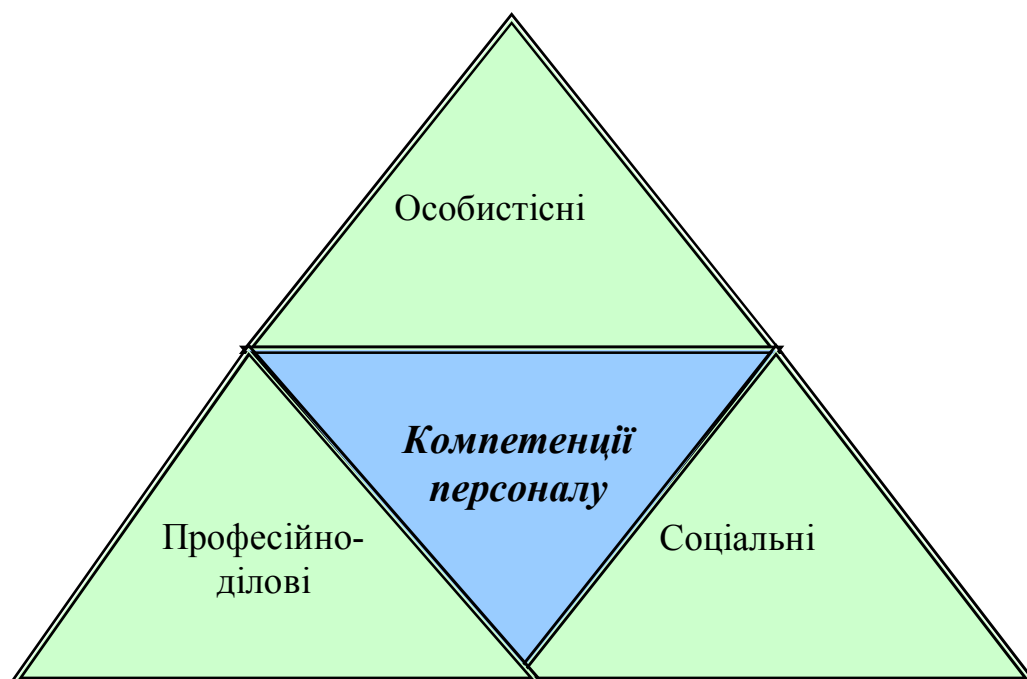 Особистісні
Компетенції
персоналу
Професійно-
ділові
Соціальні